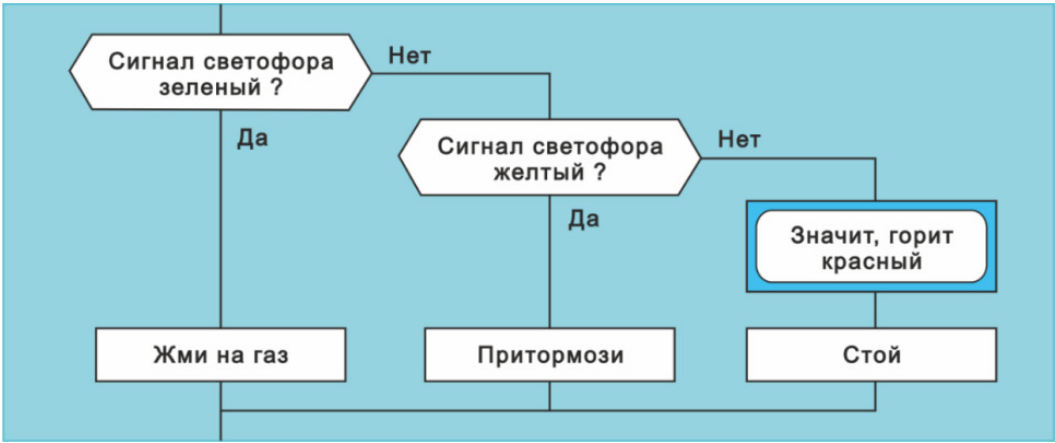 Сигнал светофора
зеленый ?
Нет
Да
Сигнал светофора
желтый ?
Нет
Да
Значит, горит
красный
Жми на газ
Притормози
Стой